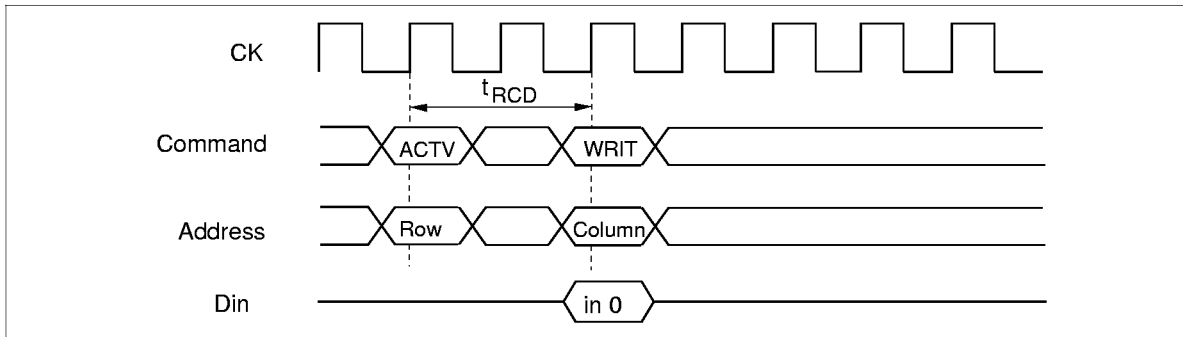 CK
tRCD
Command
ACTV
WRIT
Address
Row
Column
Din
in 0